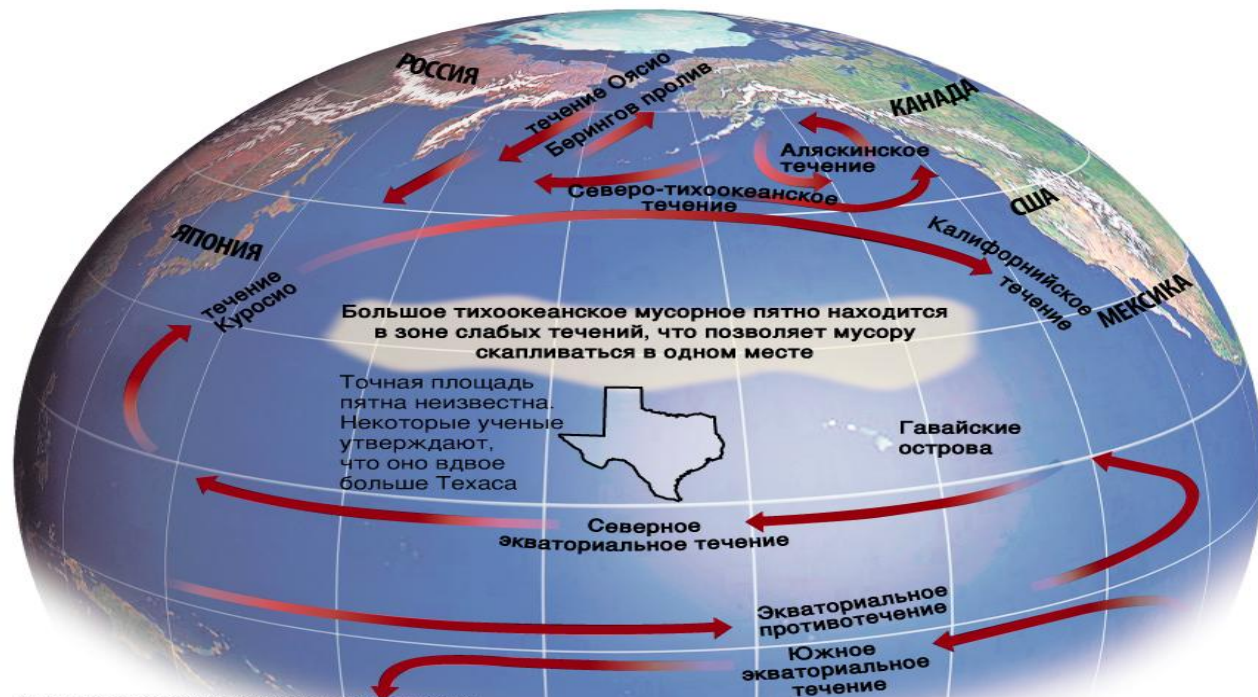 РОССИЯ
течение Оясио
Берингов пролив
КАНАДА
Аляскинское
течение
Северо-тихоокеанское
течение
США
ЯПОНИЯ
Калифорнийское
течение
МЕКСИКА
течение
Куросио
Большое тихоокеанское мусорное пятно находится
в зоне слабых течений, что позволяет мусору
скапливаться в одном месте
Точная площадь
пятна неизвестна.
Некоторые ученые
утверждают,
что оно вдвое
больше Техаса
Гавайские
острова
Северное
экваториальное течение
Экваториальное
противотечение
Южное
экваториальное
течение